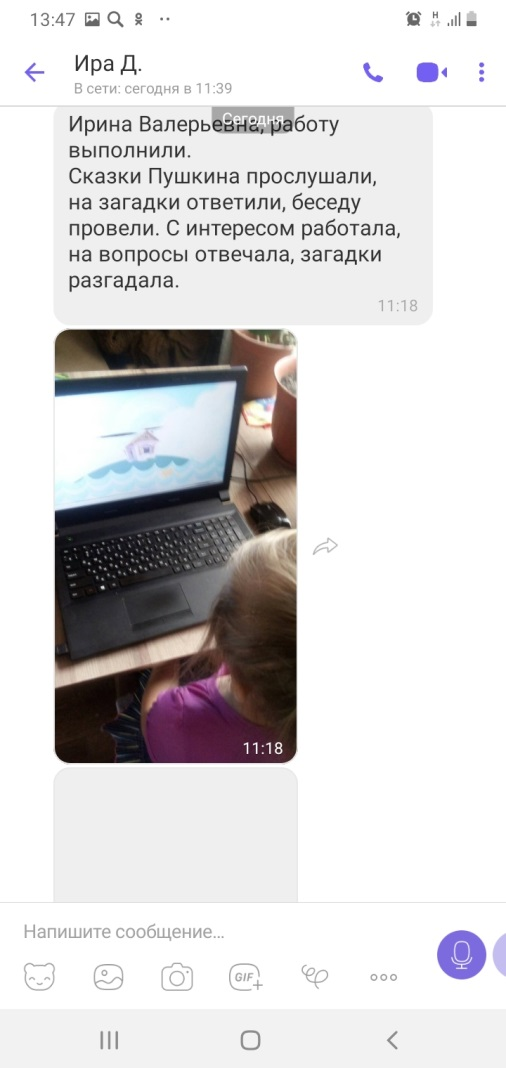 13:47
Ира Д.
В сети: сегодня в 11:39
Сегодня
Ирина Валерьевна, работу
выполнили.
Сказки Пушкина прослушали,
на загадки ответили, беседу
провели. С интересом работала,
на вопросы отвечала, загадки
разгадала.
11:18
11:18
Напишите сообщение...
GIF